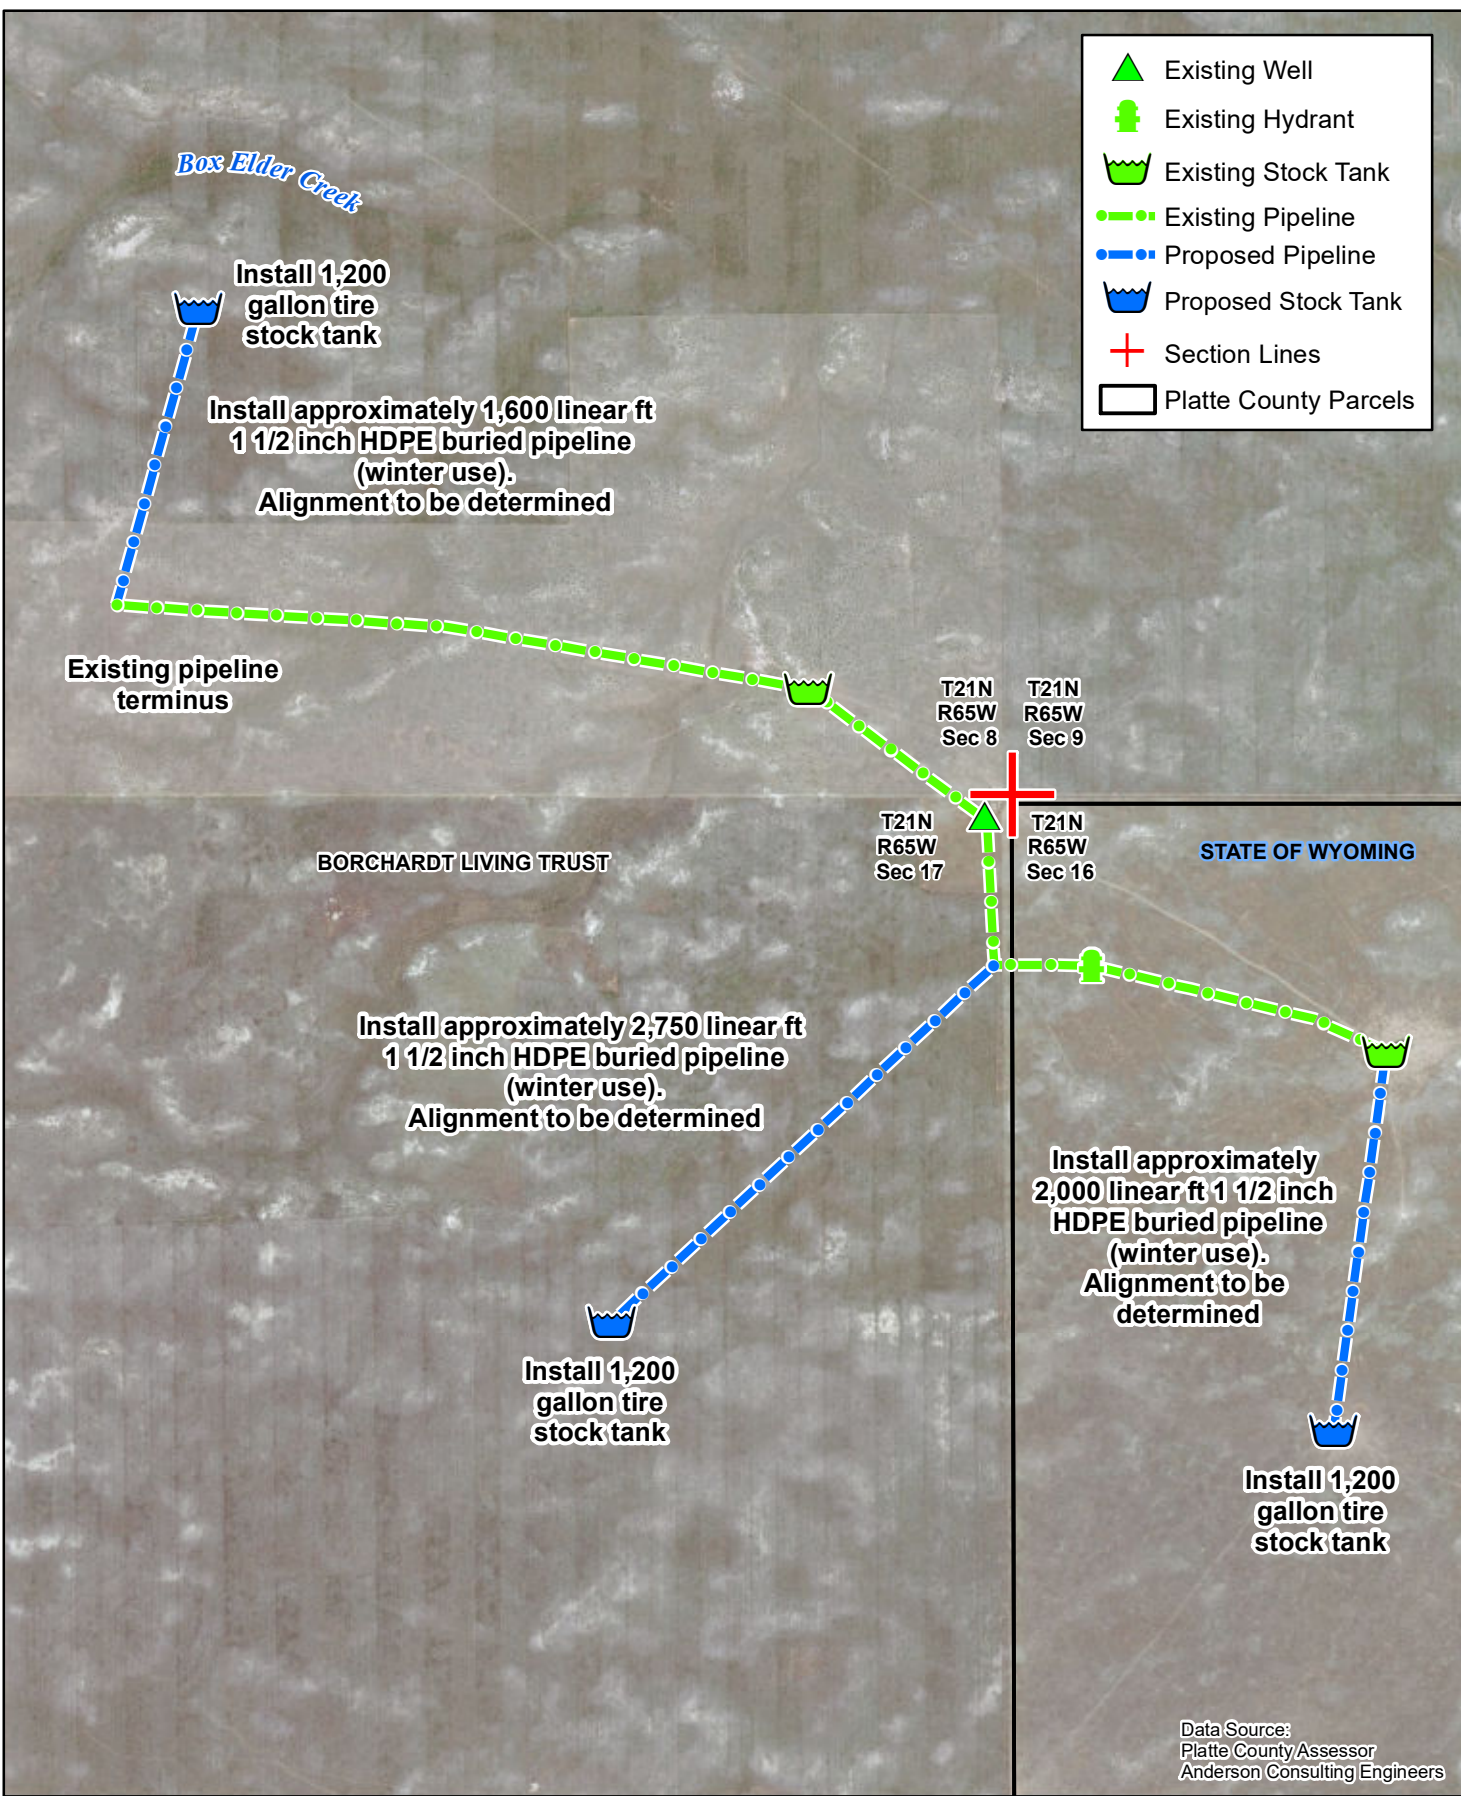 Existing Well
Existing Hydrant
Existing Stock Tank
Existing Pipeline
Proposed Pipeline
Proposed Stock Tank
Section Lines
Platte County Parcels
Box Elder Creek
Install 1,200
gallon tire
stock tank
Install approximately 1,600 linear ft
1 1/2 inch HDPE buried pipeline
(winter use).
Alignment to be determined
Existing pipeline
terminus
T21N
R65W
Sec 8
T21N
R65W
Sec 9
T21N
R65W
Sec 17
T21N
R65W
Sec 16
BORCHARDT LIVING TRUST
STATE OF WYOMING
Install approximately 2,750 linear ft
1 1/2 inch HDPE buried pipeline
(winter use).
Alignment to be determined
Install approximately
2,000 linear ft 1 1/2 inch
HDPE buried pipeline
(winter use).
Alignment to be
determined
Install 1,200
gallon tire
stock tank
Install 1,200
gallon tire
stock tank
Data Source:
Platte County Assessor
Anderson Consulting Engineers